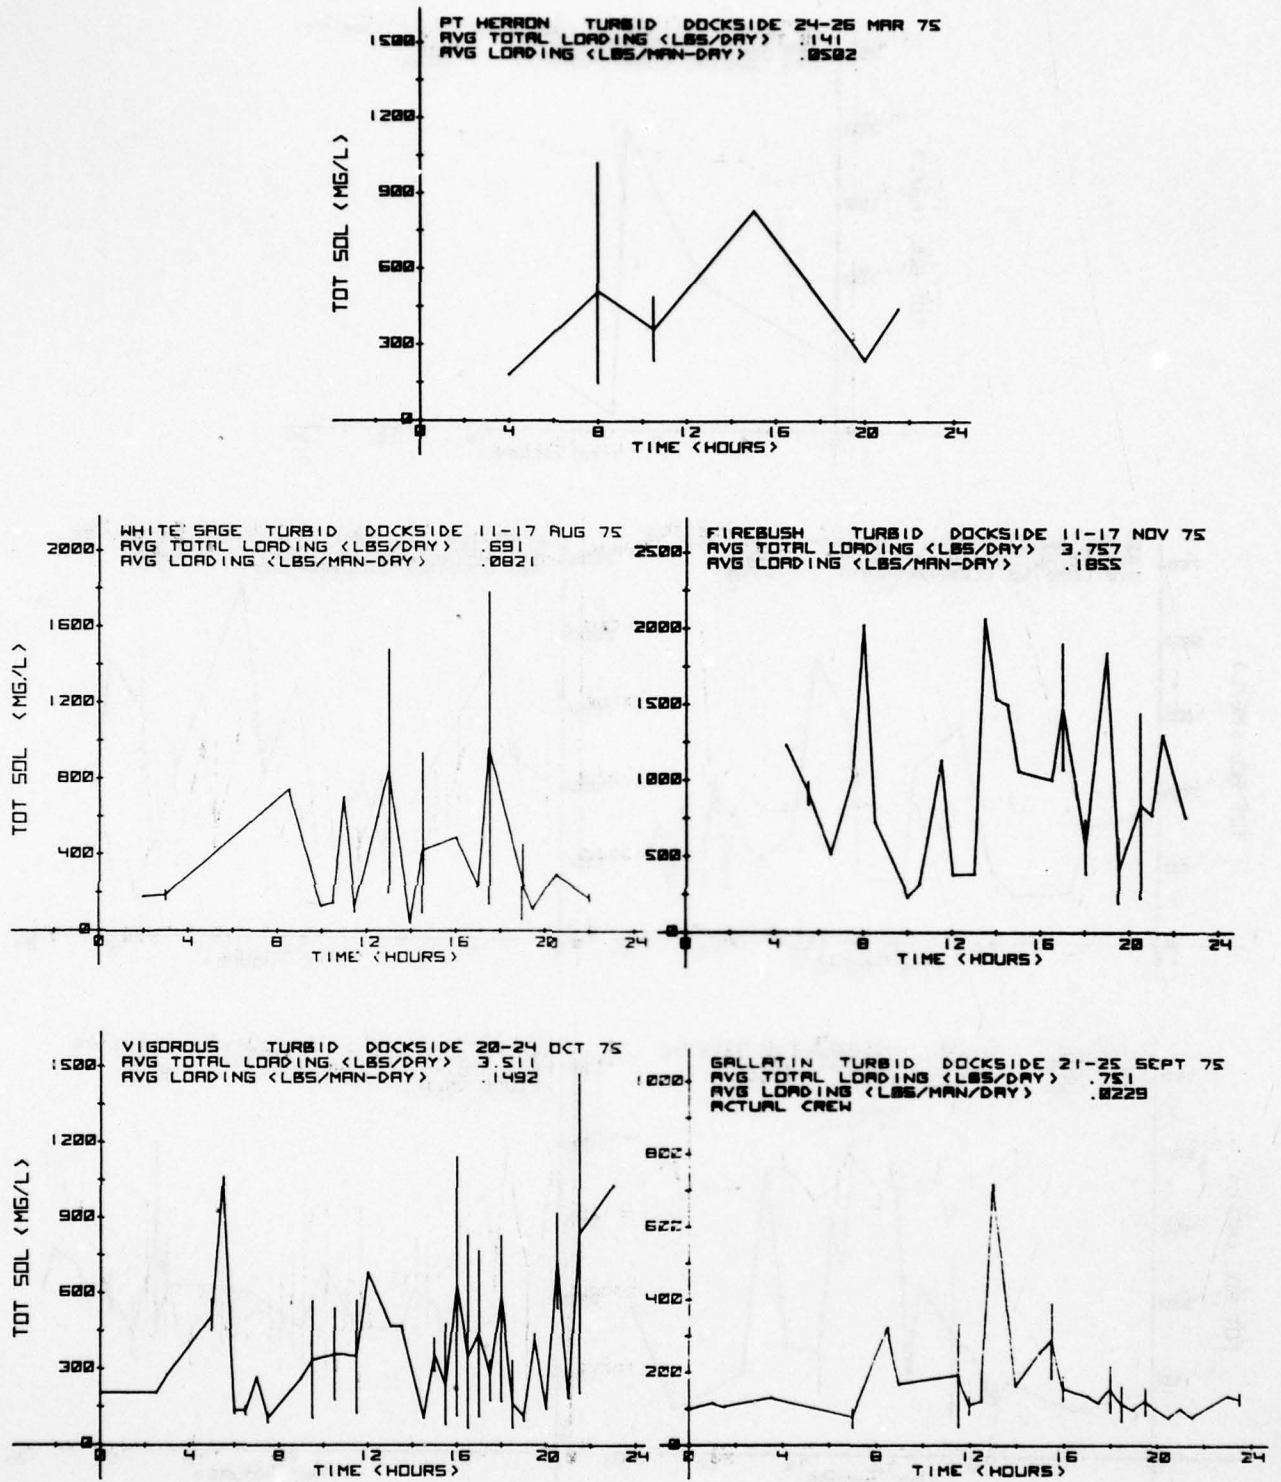 PT HERRON TURBID DOCKSIDE 24-26 MAR 75
AVG TOTAL LOADING <LBS/DAY> .141
AVG LOADING <LBS/MAN-DAY> .0502
1500
1200
900
600
300
0
TOT SOL <MG/L>
0 4 8 12 16 20 24
TIME <HOURS>
WHITE SAGE TURBID DOCKSIDE 11-17 AUG 75
AVG TOTAL LOADING <LBS/DAY> .691
AVG LOADING <LBS/MAN-DAY> .0821
2000
1600
1200
800
400
0
TOT SOL <MG/L>
0 4 8 12 16 20 24
TIME <HOURS>
FIREBUSH TURBID DOCKSIDE 11-17 NOV 75
AVG TOTAL LOADING <LBS/DAY> 3.757
AVG LOADING <LBS/MAN-DAY> .1855
2500
2000
1500
1000
500
0
0 4 8 12 16 20 24
TIME <HOURS>
VIGOROUS TURBID DOCKSIDE 20-24 OCT 75
AVG TOTAL LOADING <LBS/DAY> 3.511
AVG LOADING <LBS/MAN-DAY> .1492
1500
1200
900
600
300
0
TOT SOL <MG/L>
0 4 8 12 16 20 24
TIME <HOURS>
GALLATIN TURBID DOCKSIDE 21-25 SEPT 75
AVG TOTAL LOADING <LBS/DAY> .751
AVG LOADING <LBS/MAN/DAY> .0229
ACTUAL CREW
1000
800
600
400
200
0
0 4 8 12 16 20 24
TIME <HOURS>